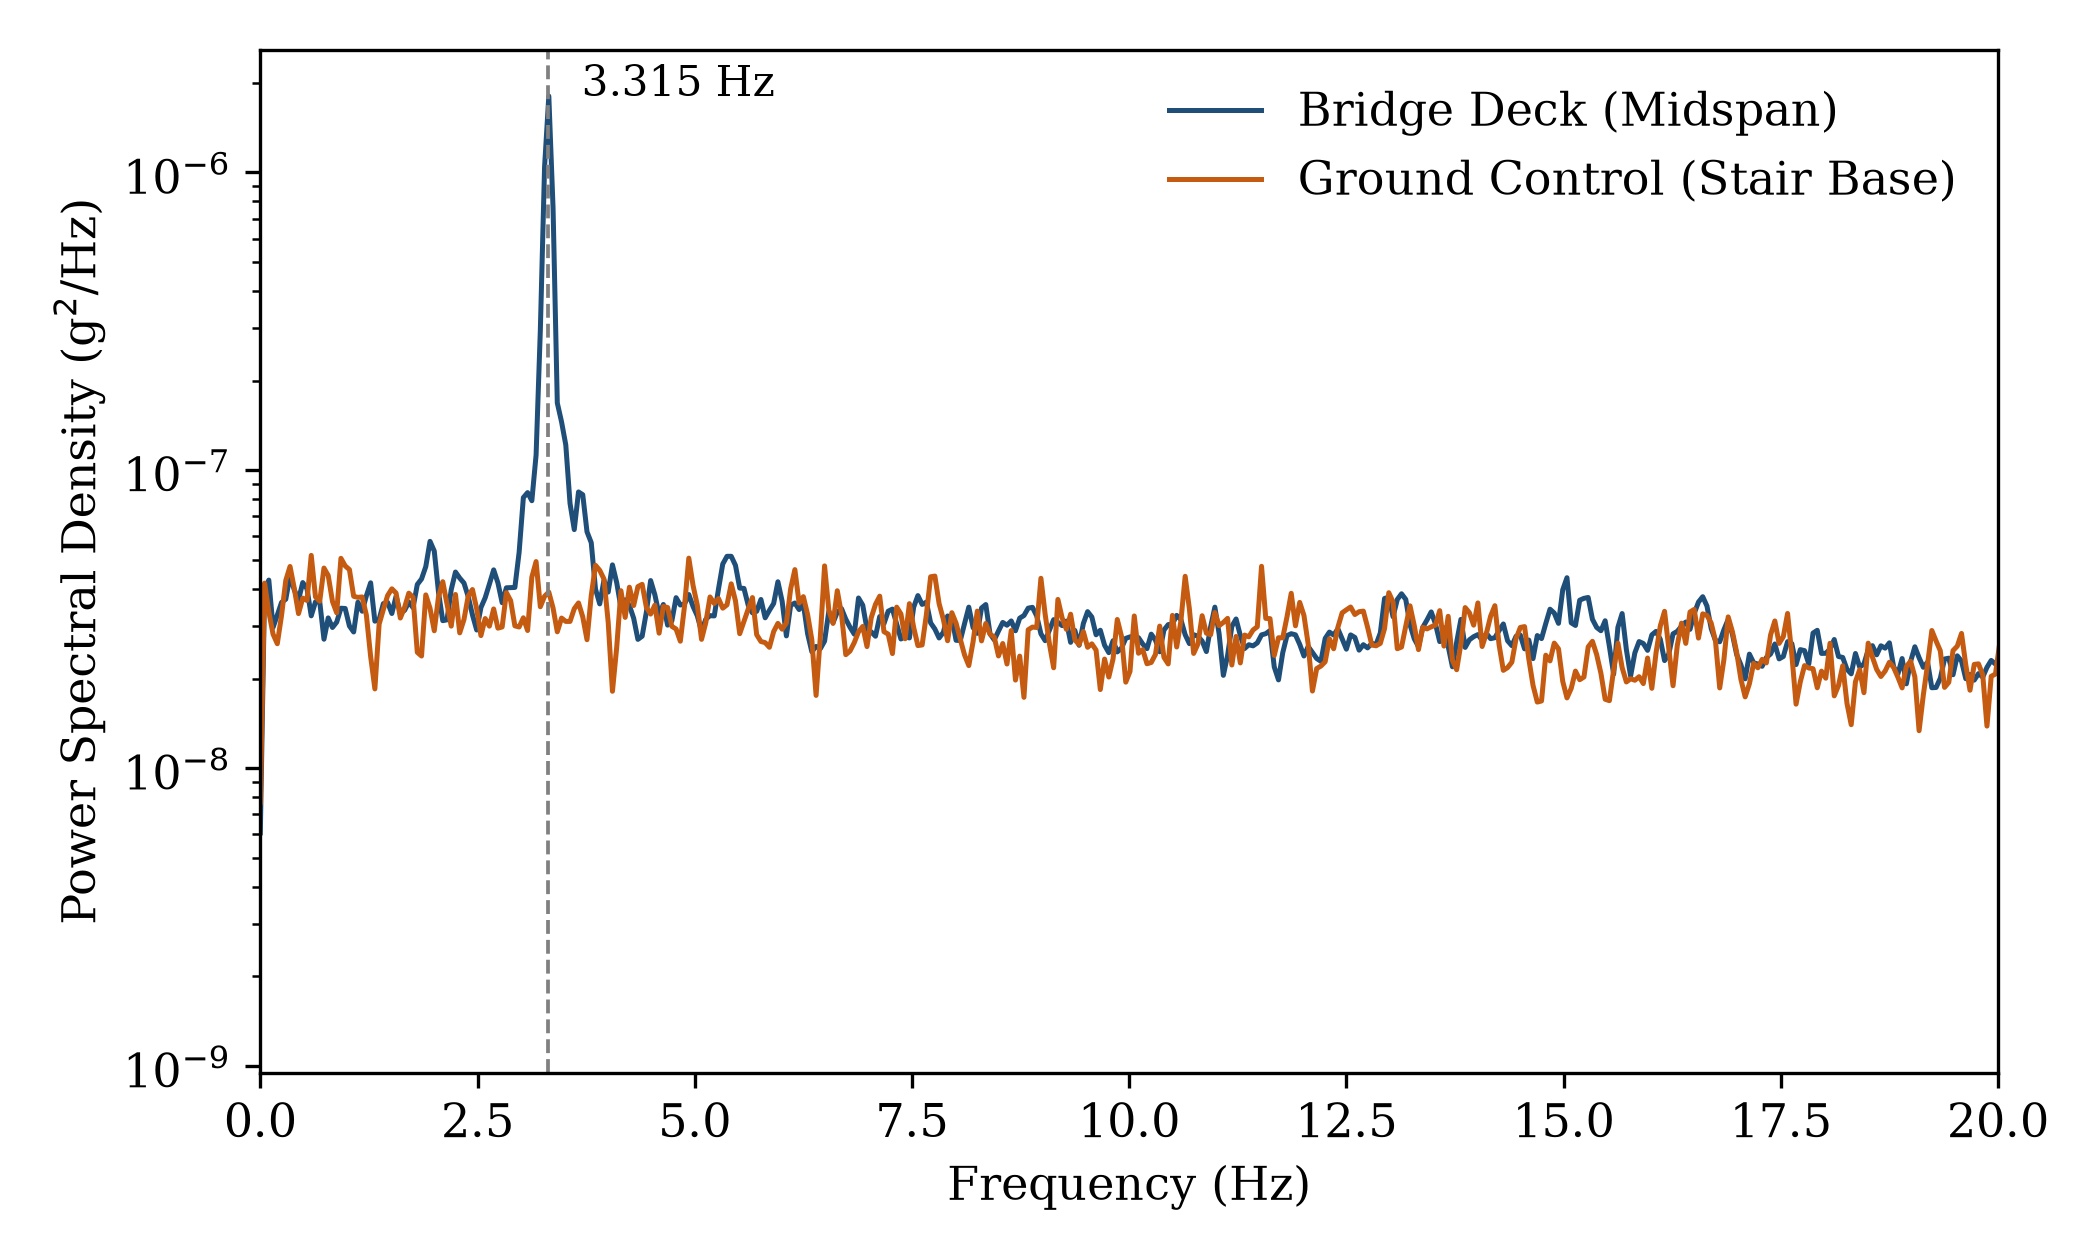 3.315 Hz
Bridge Deck (Midspan)
Ground Control (Stair Base)
Power Spectral Density (g²/Hz)
10⁻⁶
10⁻⁷
10⁻⁸
10⁻⁹
0.0 2.5 5.0 7.5 10.0 12.5 15.0 17.5 20.0
Frequency (Hz)